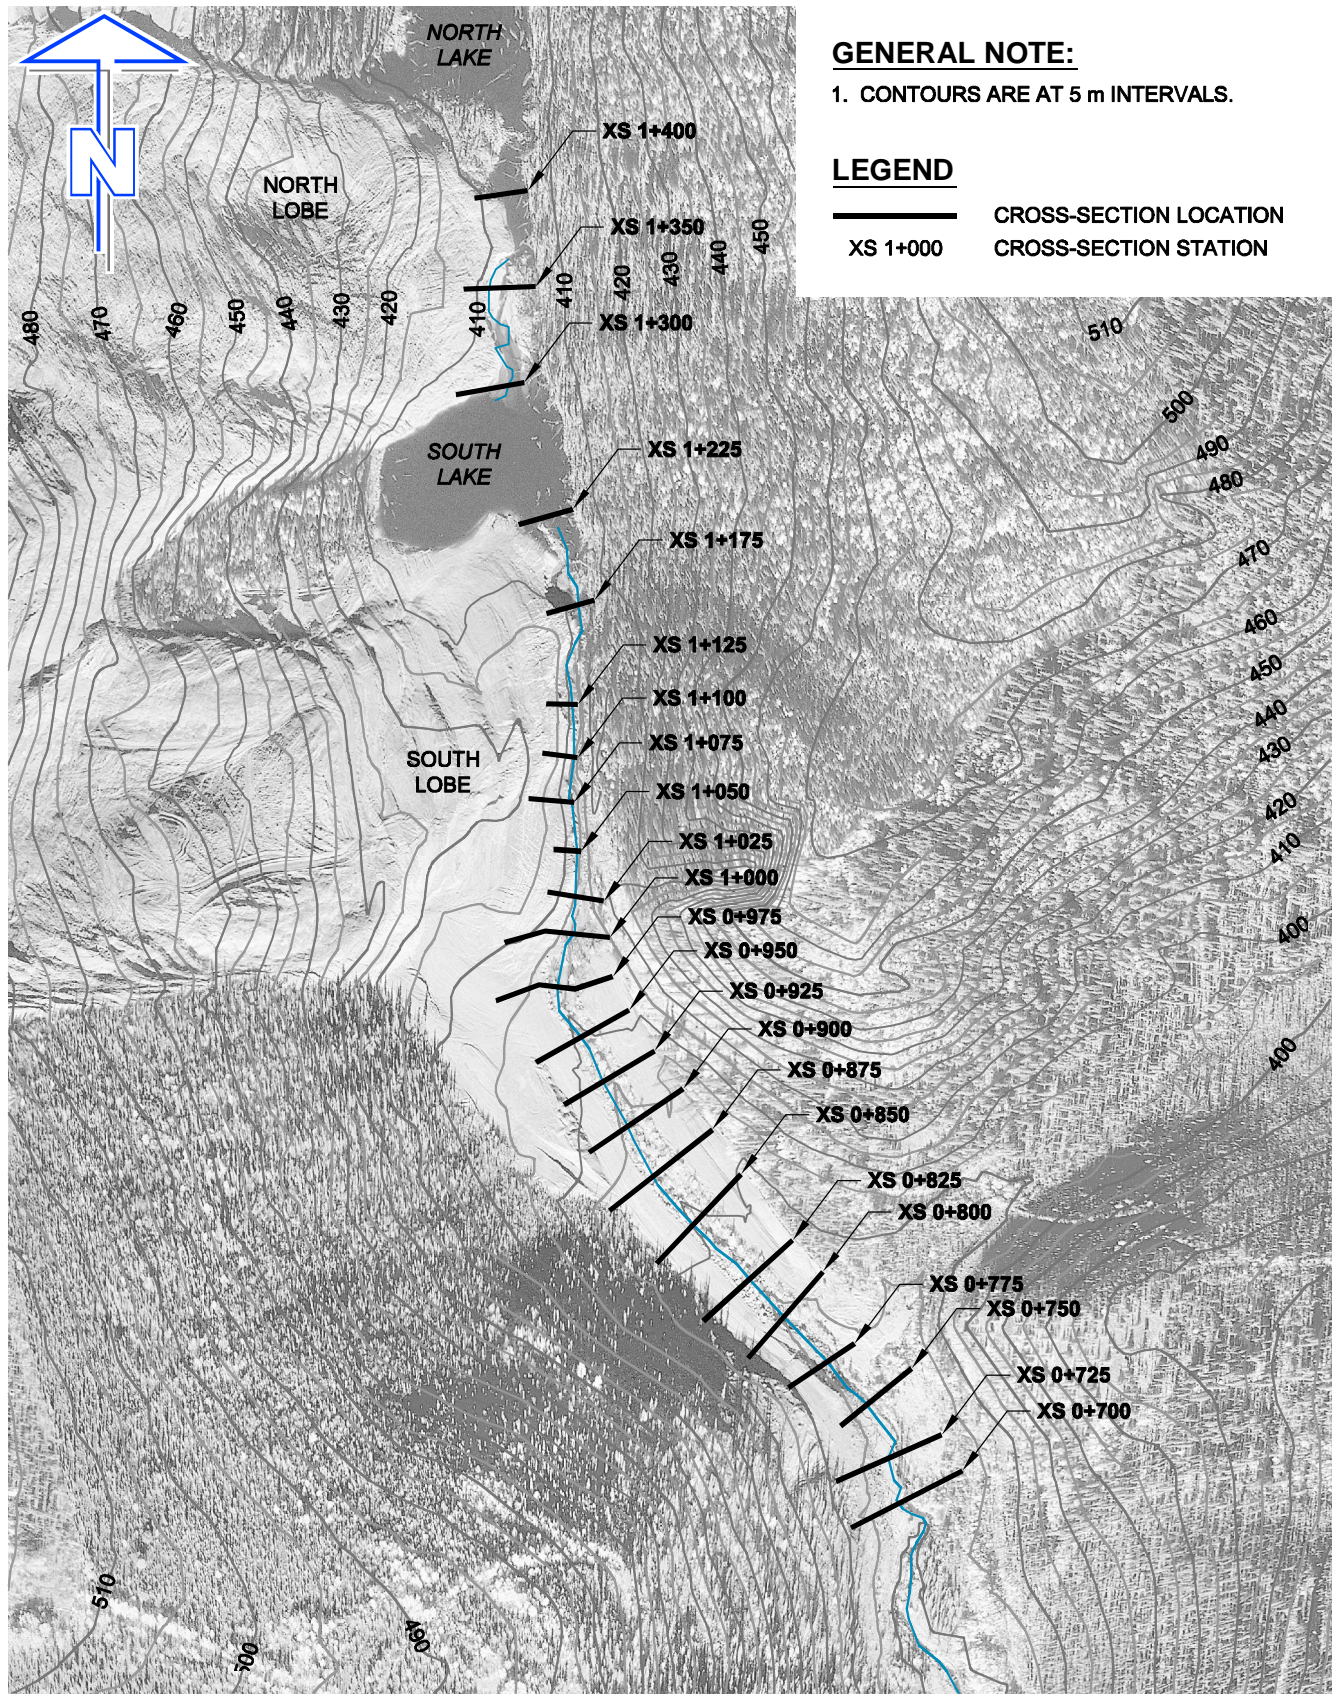 NORTH
LAKE
GENERAL NOTE:
1. CONTOURS ARE AT 5 m INTERVALS.
LEGEND
CROSS-SECTION LOCATION
XS 1+000 CROSS-SECTION STATION
N
XS 1+400
NORTH
LOBE
XS 1+350
450
440
430
420
410
480
470
460
450
440
430
420
410
XS 1+300
510
500
490
480
SOUTH
LAKE
XS 1+225
XS 1+175
470
460
450
440
430
420
410
400
400
XS 1+125
XS 1+100
XS 1+075
SOUTH
LOBE
XS 1+050
XS 1+025
XS 1+000
XS 0+975
XS 0+950
XS 0+925
XS 0+900
XS 0+875
XS 0+850
XS 0+825
XS 0+800
XS 0+775
XS 0+750
XS 0+725
XS 0+700
510
490